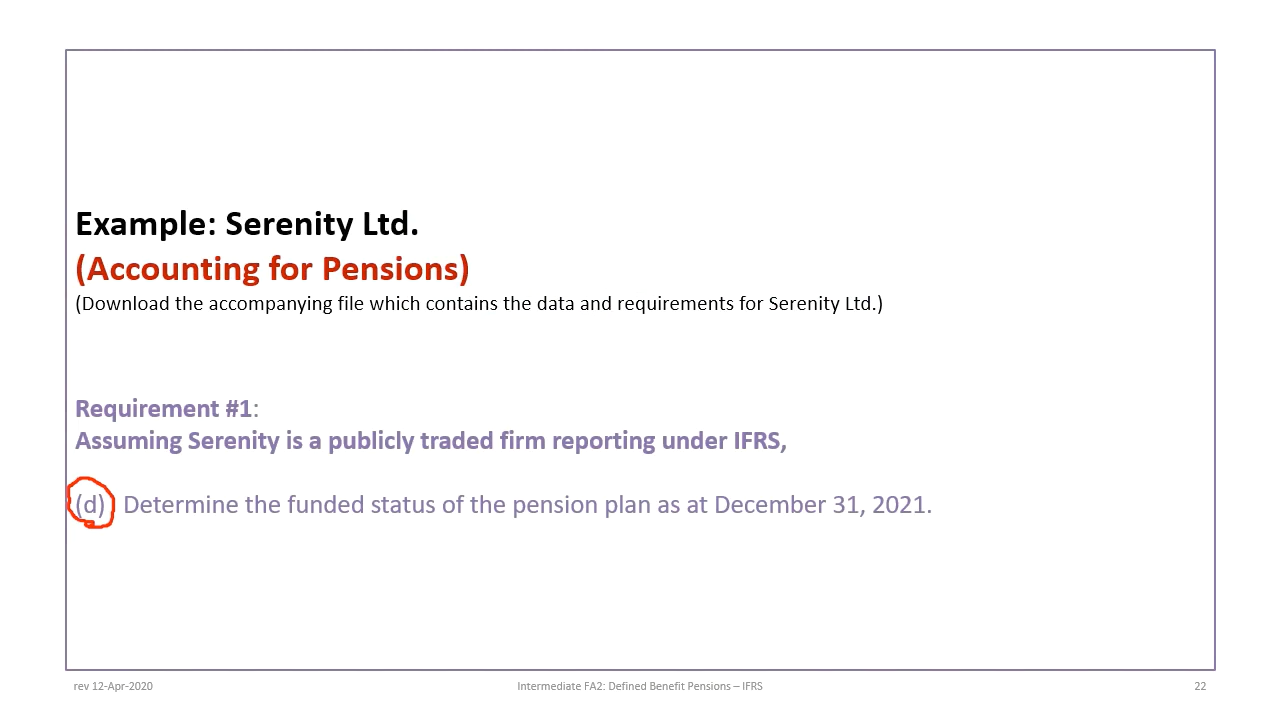 Example: Serenity Ltd.
(Accounting for Pensions)
(Download the accompanying file which contains the data and requirements for Serenity Ltd.)
Requirement #1:
Assuming Serenity is a publicly traded firm reporting under IFRS,
(d) Determine the funded status of the pension plan as at December 31, 2021.
rev 12-Apr-2020
Intermediate FA2: Defined Benefit Pensions – IFRS
22